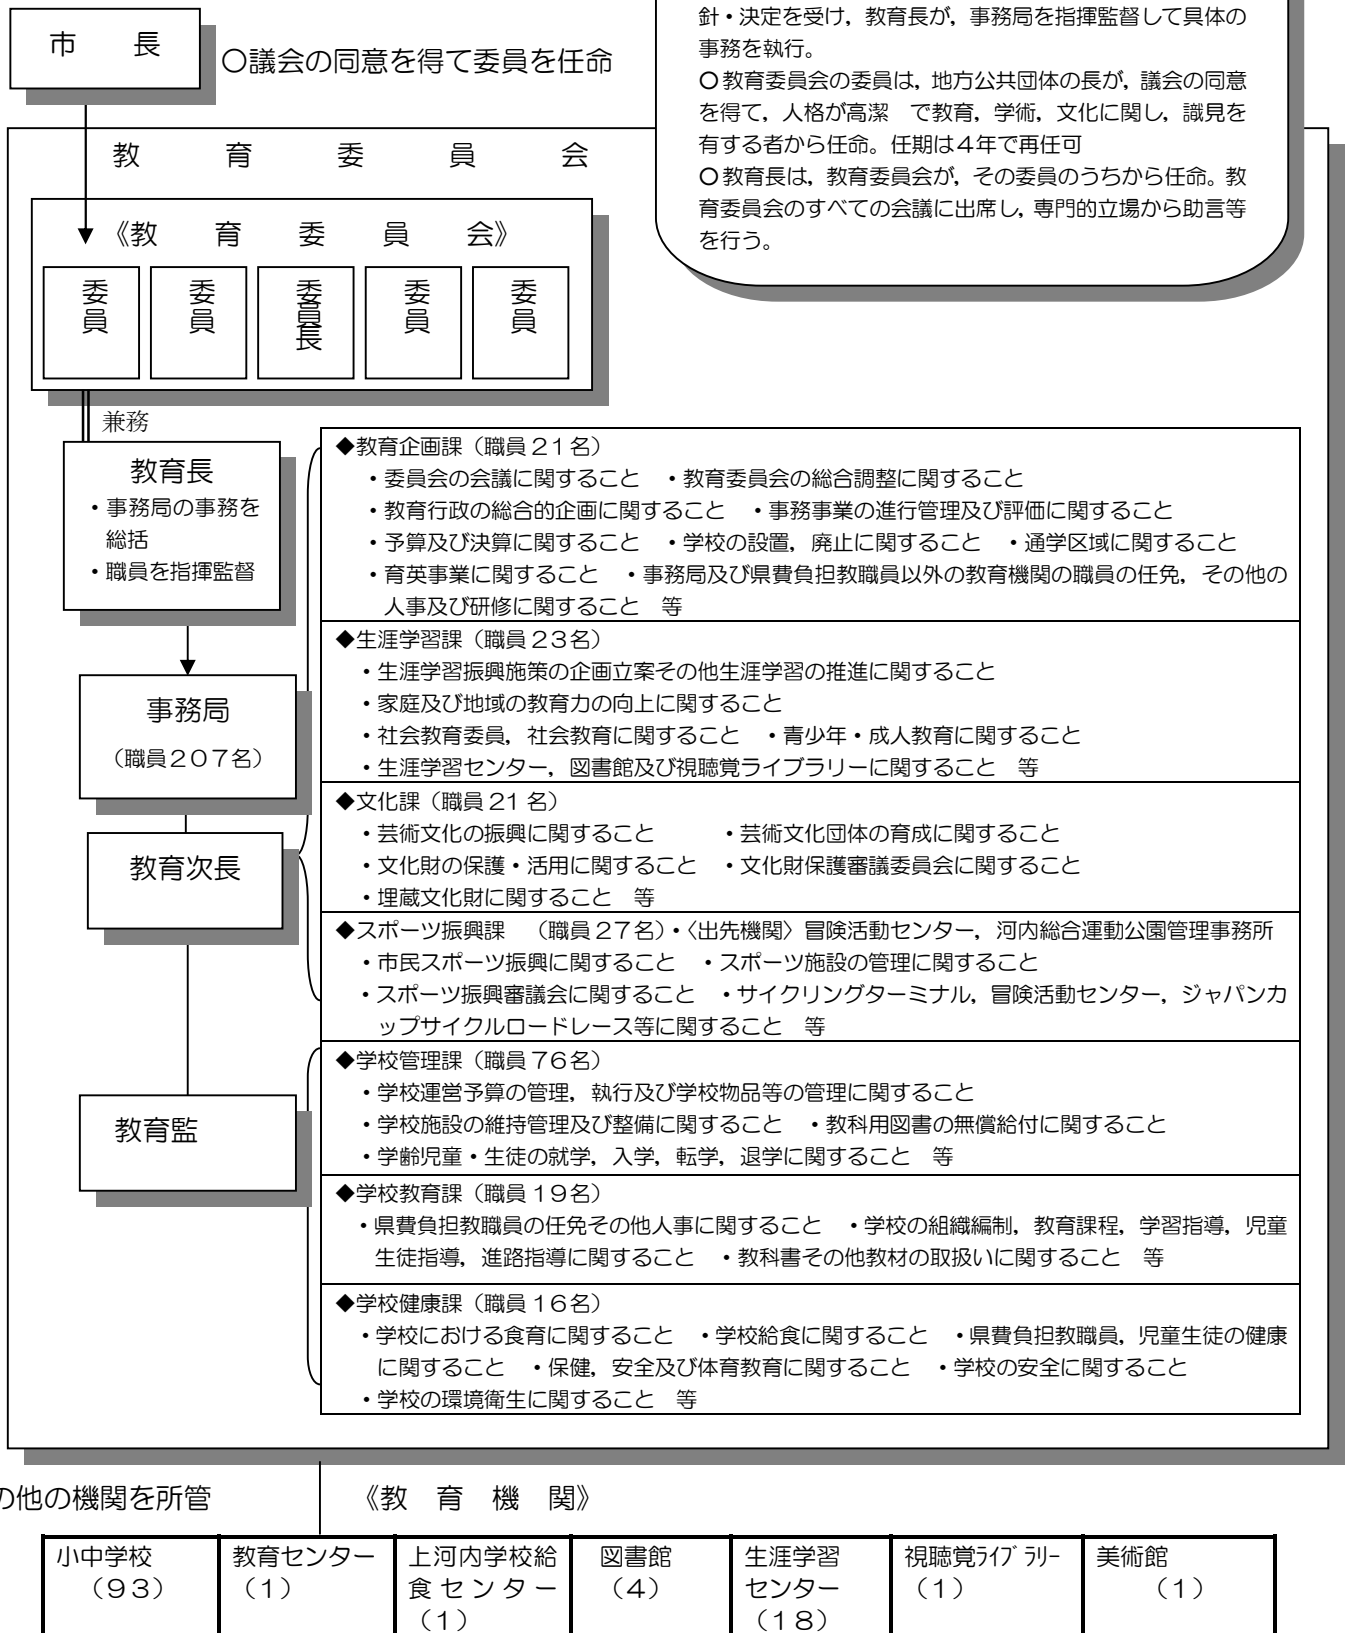 市　　長
〇議会の同意を得て委員を任命
針・決定を受け，教育長が，事務局を指揮監督して具体の
事務を執行。
〇教育委員会の委員は，地方公共団体の長が，議会の同意
を得て，人格が高潔　で教育，学術，文化に関し，識見を
有する者から任命。任期は４年で再任可
〇教育長は，教育委員会が，その委員のうちから任命。教
育委員会のすべての会議に出席し，専門的立場から助言等
を行う。
教　育　委　員　会
《教　育　委　員　会》
委員
委員
委員長
委員
委員
兼務
教育長
・事務局の事務を
総括
・職員を指揮監督
事務局
（職員２０７名）
教育次長
教育監
◆教育企画課（職員２１名）
・委員会の会議に関すること　・教育委員会の総合調整に関すること
・教育行政の総合的企画に関すること　・事務事業の進行管理及び評価に関すること
・予算及び決算に関すること　・学校の設置，廃止に関すること　・通学区域に関すること
・育英事業に関すること　・事務局及び県費負担教職員以外の教育機関の職員の任免，その他の
人事及び研修に関すること　等
◆生涯学習課（職員２３名）
・生涯学習振興施策の企画立案その他生涯学習の推進に関すること
・家庭及び地域の教育力の向上に関すること
・社会教育委員，社会教育に関すること　・青少年・成人教育に関すること
・生涯学習センター，図書館及び視聴覚ライブラリーに関すること　等
◆文化課（職員21 名）
・芸術文化の振興に関すること　　・芸術文化団体の育成に関すること
・文化財の保護・活用に関すること　・文化財保護審議委員会に関すること
・埋蔵文化財に関すること　等
◆スポーツ振興課　（職員２７名）・〈出先機関〉冒険活動センター，河内総合運動公園管理事務所
・市民スポーツ振興に関すること　・スポーツ施設の管理に関すること
・スポーツ振興審議会に関すること　・サイクリングターミナル，冒険活動センター，ジャパンカ
ップサイクルロードレース等に関すること　等
◆学校管理課（職員７６名）
・学校運営予算の管理，執行及び学校物品等の管理に関すること
・学校施設の維持管理及び整備に関すること　・教科用図書の無償給付に関すること
・学齢児童・生徒の就学，入学，転学，退学に関すること　等
◆学校教育課（職員１９名）
・県費負担教職員の任免その他人事に関すること　・学校の組織編制，教育課程，学習指導，児童
生徒指導，進路指導に関すること　・教科書その他教材の取扱いに関すること　等
◆学校健康課（職員１６名）
・学校における食育に関すること　・学校給食に関すること　・県費負担教職員，児童生徒の健康
に関すること　・保健，安全及び体育教育に関すること　・学校の安全に関すること
・学校の環境衛生に関すること　等
の他の機関を所管
《教　育　機　関》
小中学校
（９３）
教育センター
（１）
上河内学校給
食センター
（１）
図書館
（４）
生涯学習
センター
（１８）
視聴覚ﾗｲﾌﾞﾗﾘｰ
（１）
美術館
（１）